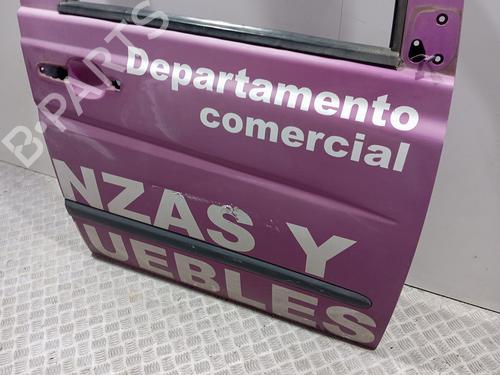 B-PARTS
Departamento
comercial
NZAS Y
UEBLES